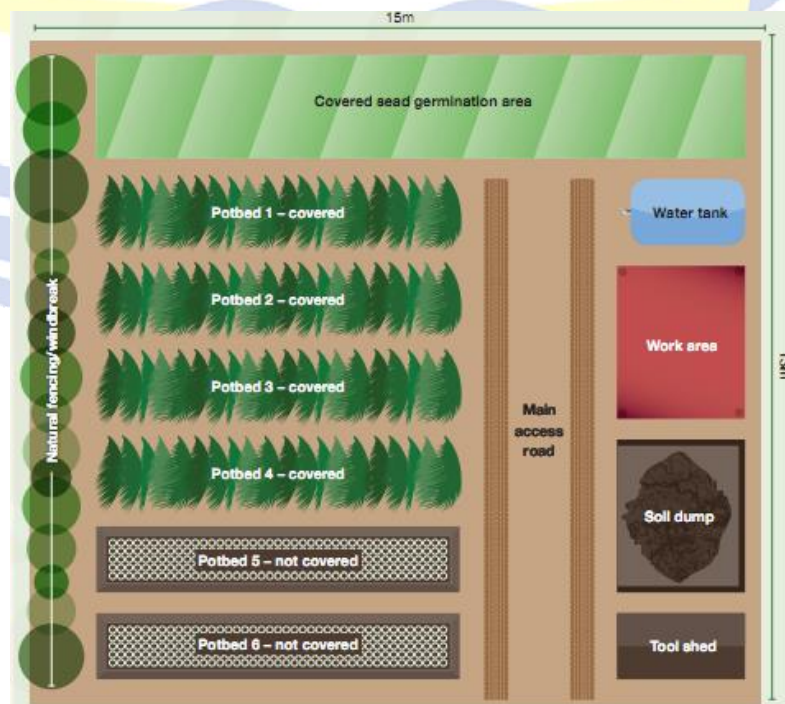 15m
Covered sead germination area
Potbed 1 – covered
Water tank
Potbed 2 – covered
Natural fencing/windbreak
Work area
Potbed 3 – covered
Main
access
road
Potbed 4 – covered
Soil dump
Potbed 5 – not covered
Potbed 6 – not covered
Tool shed